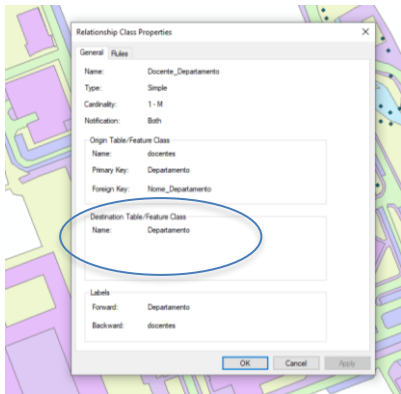 Relationship Class Properties
General Rules
Name: Docente_Departamento
Type: Simple
Cardinality: 1 - M
Notification: Both
Origin Table/Feature Class
Name: docentes
Primary Key: Departamento
Foreign Key: Nome_Departamento
Destination Table/Feature Class
Name: Departamento
Labels
Forward: Departamento
Backward: docentes
OK Cancel Apply